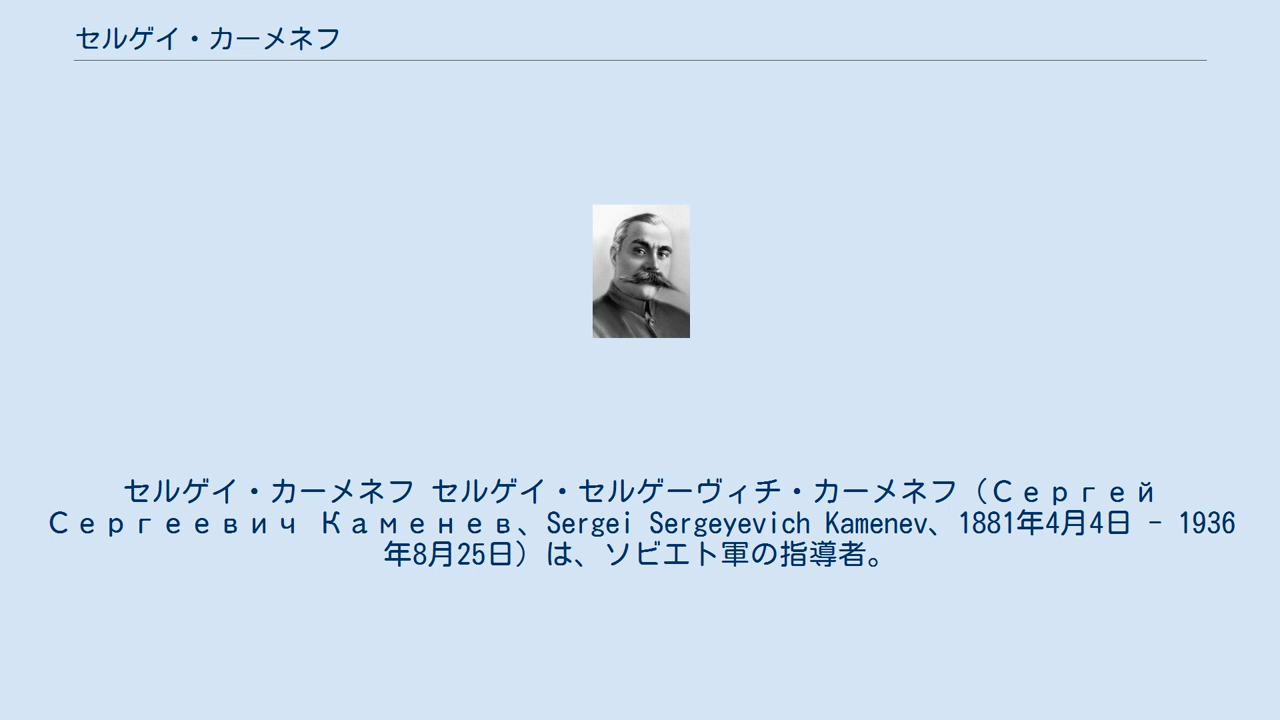 セルゲイ・カーメネフ
セルゲイ・カーメネフ セルゲイ・セルゲーヴィチ・カーメネフ（Сергей
Сергеевич Каменев、Sergei Sergeyevich Kamenev、1881年4月4日 - 1936
年8月25日）は、ソビエト軍の指導者。